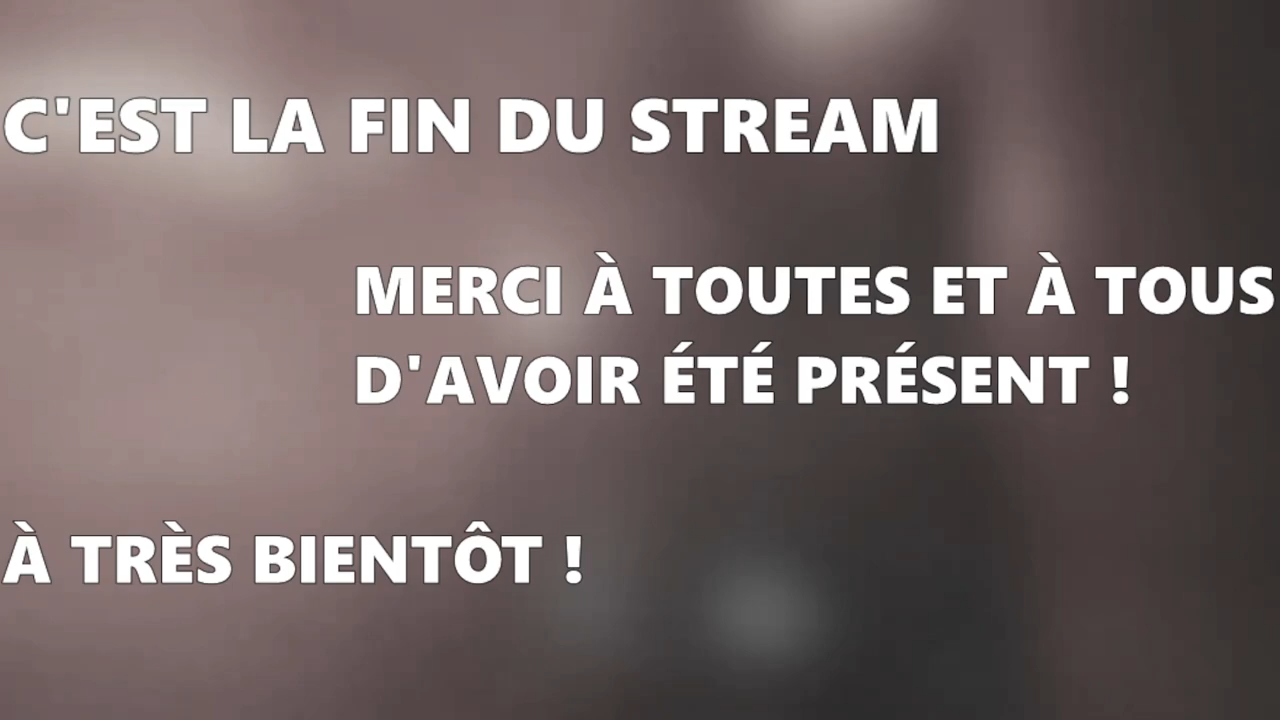 C'EST LA FIN DU STREAM
MERCI À TOUTES ET À TOUS
D'AVOIR ÉTÉ PRÉSENT !
À TRÈS BIENTÔT !